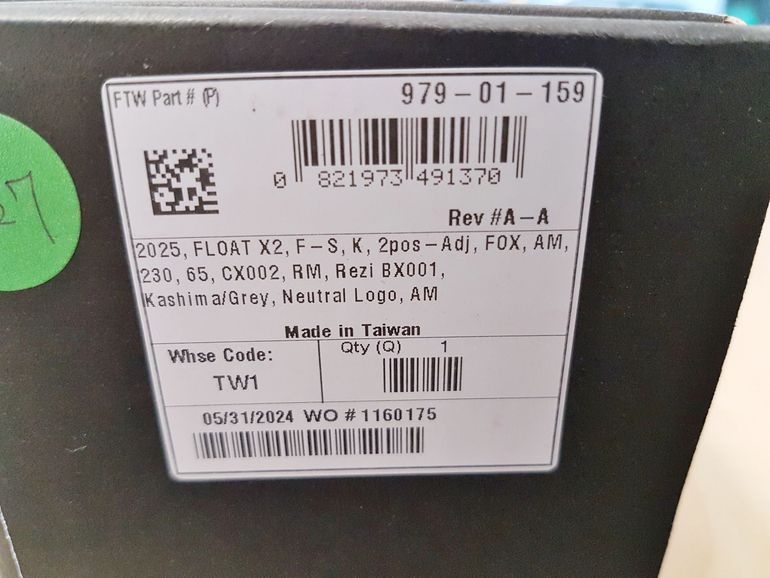 FTW Part # (P) 979-01-159
0 821973 491370
Rev #A-A
2025, FLOAT X2, F-S, K, 2pos-Adj, FOX, AM,
230, 65, CX002, RM, Rezi BX001,
Kashima/Grey, Neutral Logo, AM
Made in Taiwan
Whse Code: Qty (Q) 1
TW1
05/31/2024 WO # 1160175